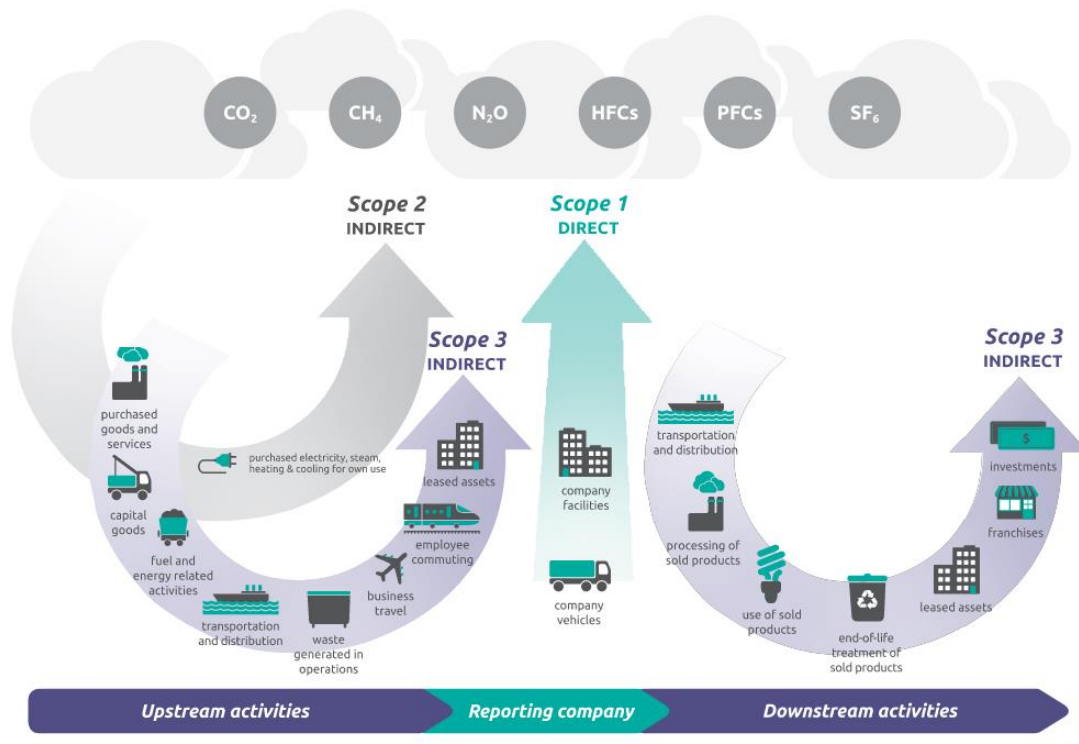 CO₂
CH₄
N₂O
HFCs
PFCs
SF₆
Scope 2
INDIRECT
Scope 1
DIRECT
Scope 3
INDIRECT
Scope 3
INDIRECT
purchased
goods and
services
capital
goods
fuel and
energy related
activities
purchased electricity, steam,
heating & cooling for own use
transportation
and distribution
waste
generated in
operations
business
travel
employee
commuting
leased assets
company
facilities
company
vehicles
transportation
and distribution
processing of
sold products
use of sold
products
end-of-life
treatment of
sold products
leased assets
franchises
$
investments
Upstream activities
Reporting company
Downstream activities